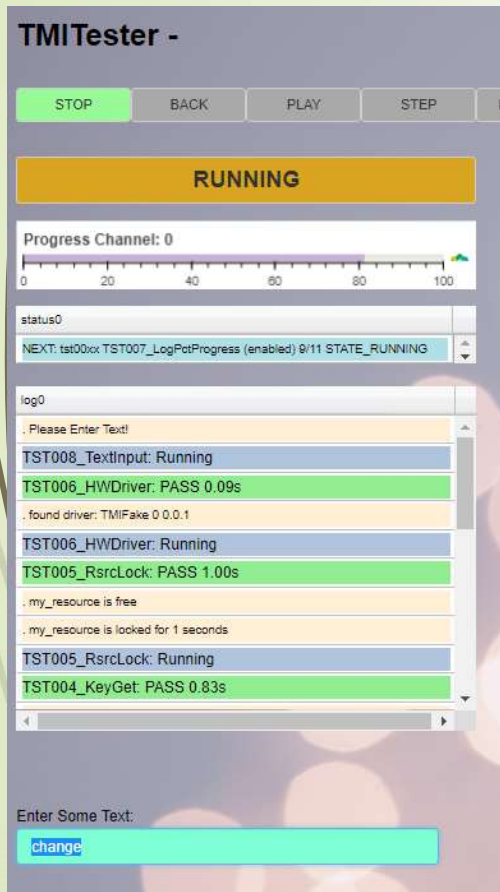 TMITester -
STOP BACK PLAY STEP
RUNNING
Progress Channel: 0
0 20 40 60 80 100
status0
NEXT: tst00xx TST007_LogPctProgress (enabled) 9/11 STATE_RUNNING
log0
. Please Enter Text!
TST008_TextInput: Running
TST006_HWDriver: PASS 0.09s
. found driver: TMIFake 0 0.0.1
TST006_HWDriver: Running
TST005_RsrcLock: PASS 1.00s
. my_resource is free
. my_resource is locked for 1 seconds
TST005_RsrcLock: Running
TST004_KeyGet: PASS 0.83s
Enter Some Text:
change